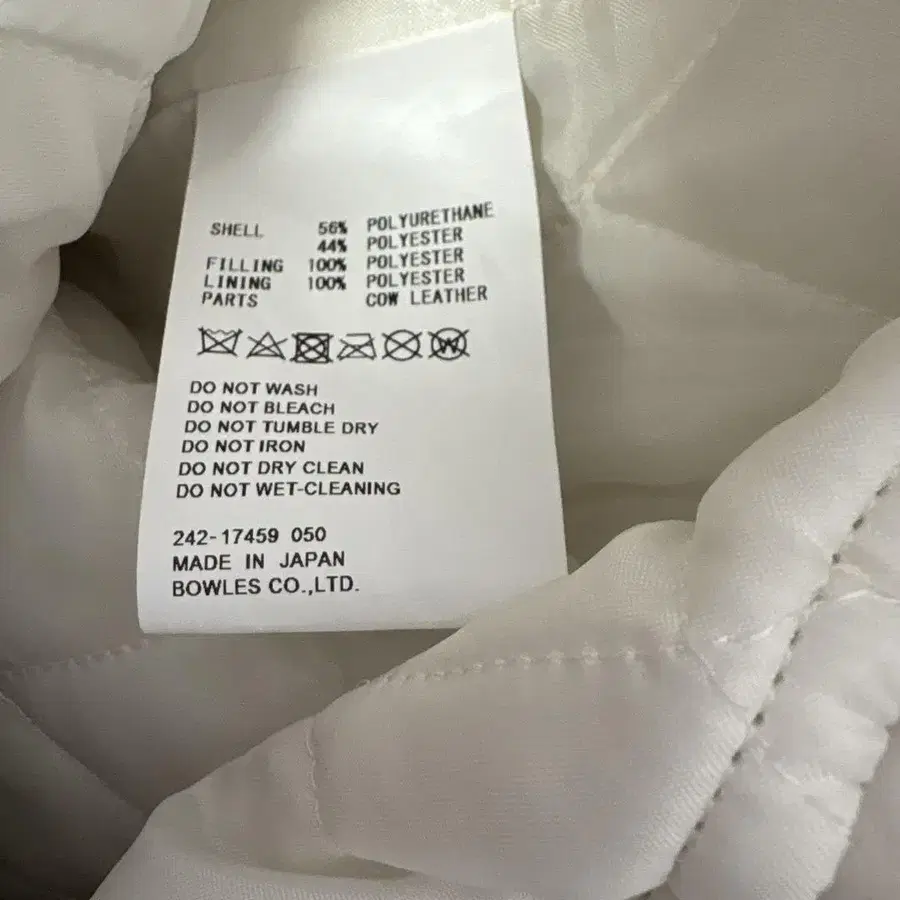 SHELL 56% POLYURETHANE
44% POLYESTER
FILLING 100% POLYESTER
LINING 100% POLYESTER
PARTS COW LEATHER
W
DO NOT WASH
DO NOT BLEACH
DO NOT TUMBLE DRY
DO NOT IRON
DO NOT DRY CLEAN
DO NOT WET-CLEANING
242-17459 050
MADE IN JAPAN
BOWLES CO.,LTD.